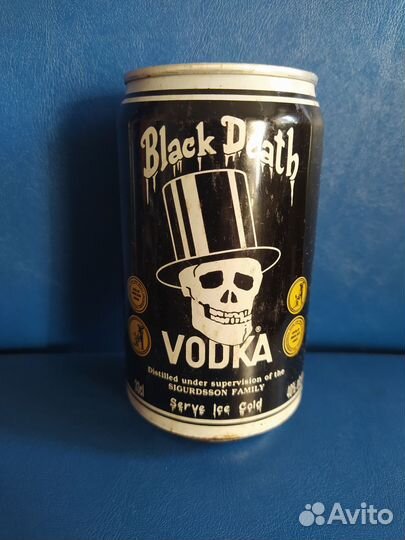 Black Death
VODKA®
Distilled under supervision of the
SIGURDSSON FAMILY
Serve Ice Cold
Avito